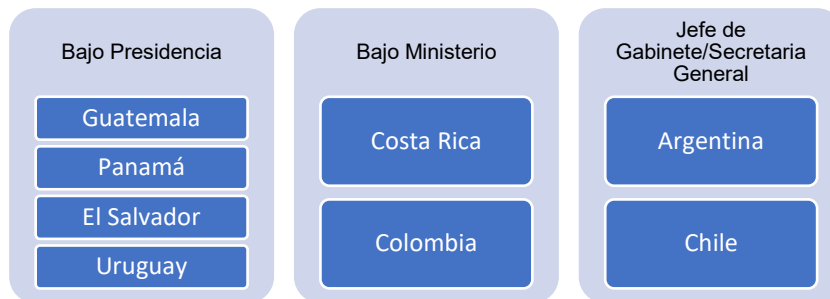 Bajo Presidencia
Guatemala
Panamá
El Salvador
Uruguay
Bajo Ministerio
Costa Rica
Colombia
Jefe de
Gabinete/Secretaria
General
Argentina
Chile